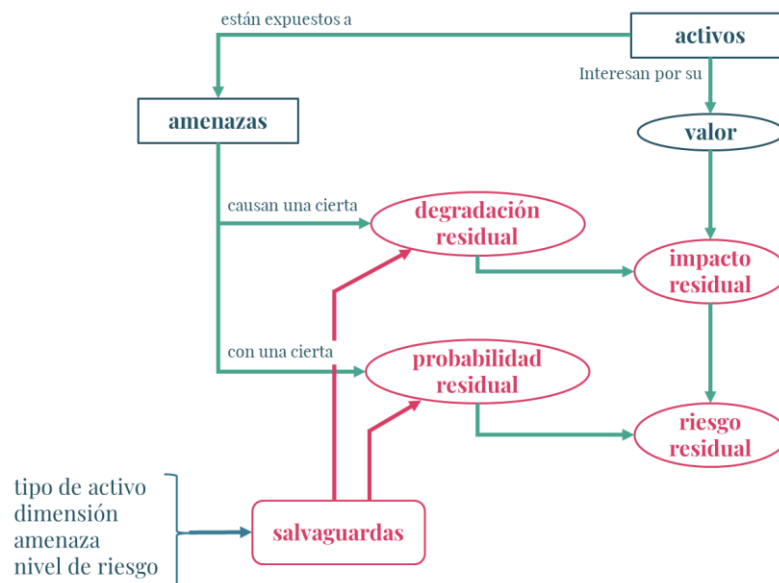 están expuestos a
activos
Interesan por su
amenazas
valor
causan una cierta
degradación
residual
impacto
residual
con una cierta
probabilidad
residual
riesgo
residual
tipo de activo
dimensión
amenaza
nivel de riesgo
salvaguardas